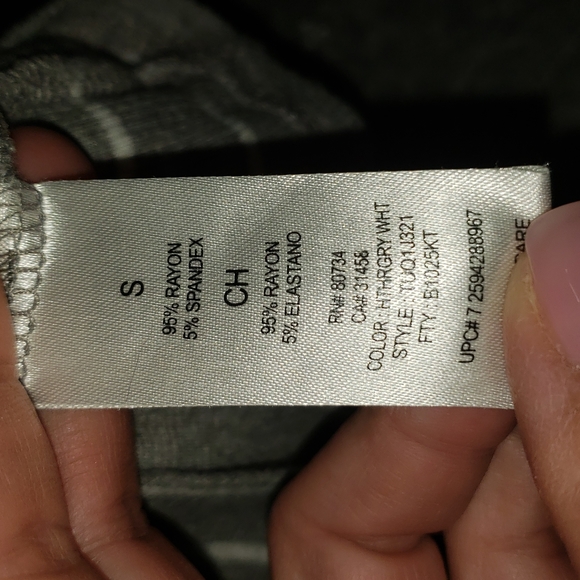 S
95% RAYON
5% SPANDEX
CH
95% RAYON
5% ELASTANO
RN# 80734
CA# 31456
COLOR : HTHRGRY WHT
STYLE : TUQ1J321
FTY : B1025KT
UPC# 7 2594288967